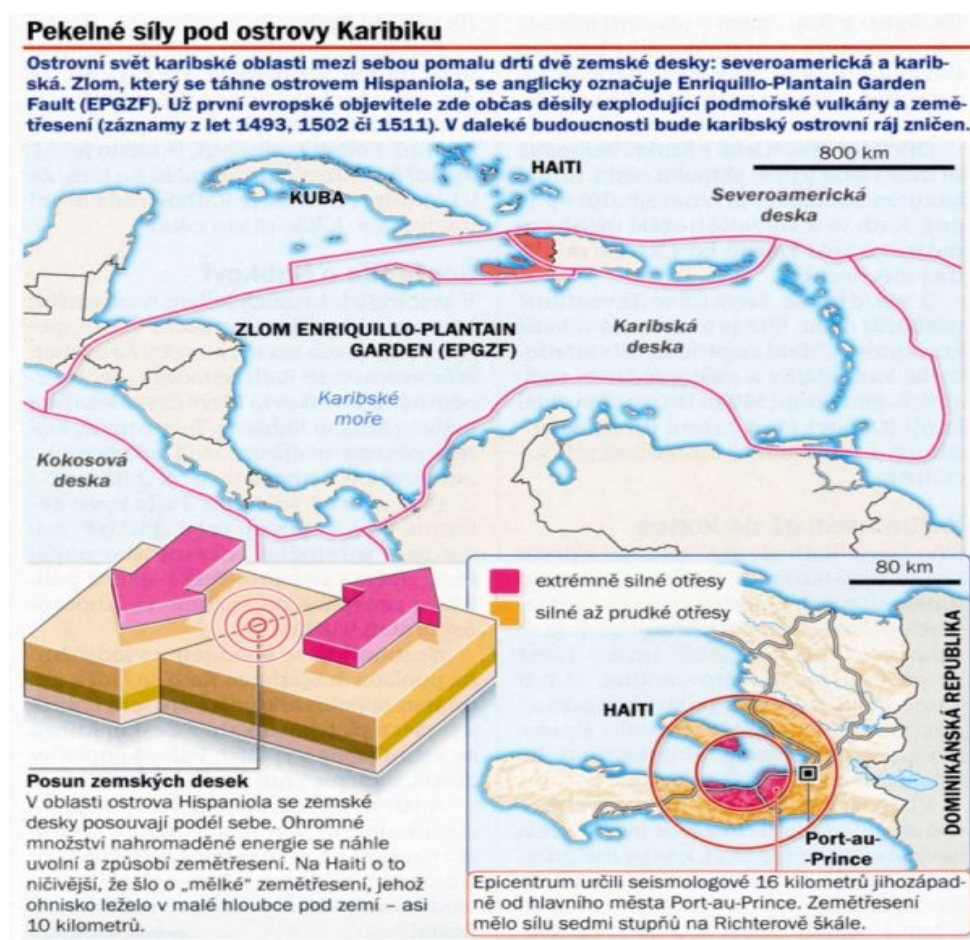 Pekelné síly pod ostrovy Karibiku
Ostrovní svět karibské oblasti mezi sebou pomalu drtí dvě zemské desky: severoamerická a karib-
ská. Zlom, který se táhne ostrovem Hispaniola, se anglicky označuje Enriquillo-Plantain Garden
Fault (EPGZF). Už první evropské objevitele zde občas děsily explodující podmořské vulkány a země-
třesení (záznamy z let 1493, 1502 či 1511). V daleké budoucnosti bude karibský ostrovní ráj zničen.
800 km
HAITI
KUBA
Severoamerická
deska
ZLOM ENRIQUILLO-PLANTAIN
GARDEN (EPGZF)
Karibská
deska
Karibské
moře
Kokosová
deska
80 km
extrémně silné otřesy
silné až prudké otřesy
HAITI
DOMINIKÁNSKÁ REPUBLIKA
Port-au-
-Prince
Posun zemských desek
V oblasti ostrova Hispaniola se zemské
desky posouvají podél sebe. Ohromné
množství nahromaděné energie se náhle
uvolní a způsobí zemětřesení. Na Haiti o to
ničivější, že šlo o „mělké“ zemětřesení, jehož
ohnisko leželo v malé hloubce pod zemí – asi
10 kilometrů.
Epicentrum určili seismologové 16 kilometrů jihozápad-
ně od hlavního města Port-au-Prince. Zemětřesení
mělo sílu sedmi stupňů na Richterově škále.